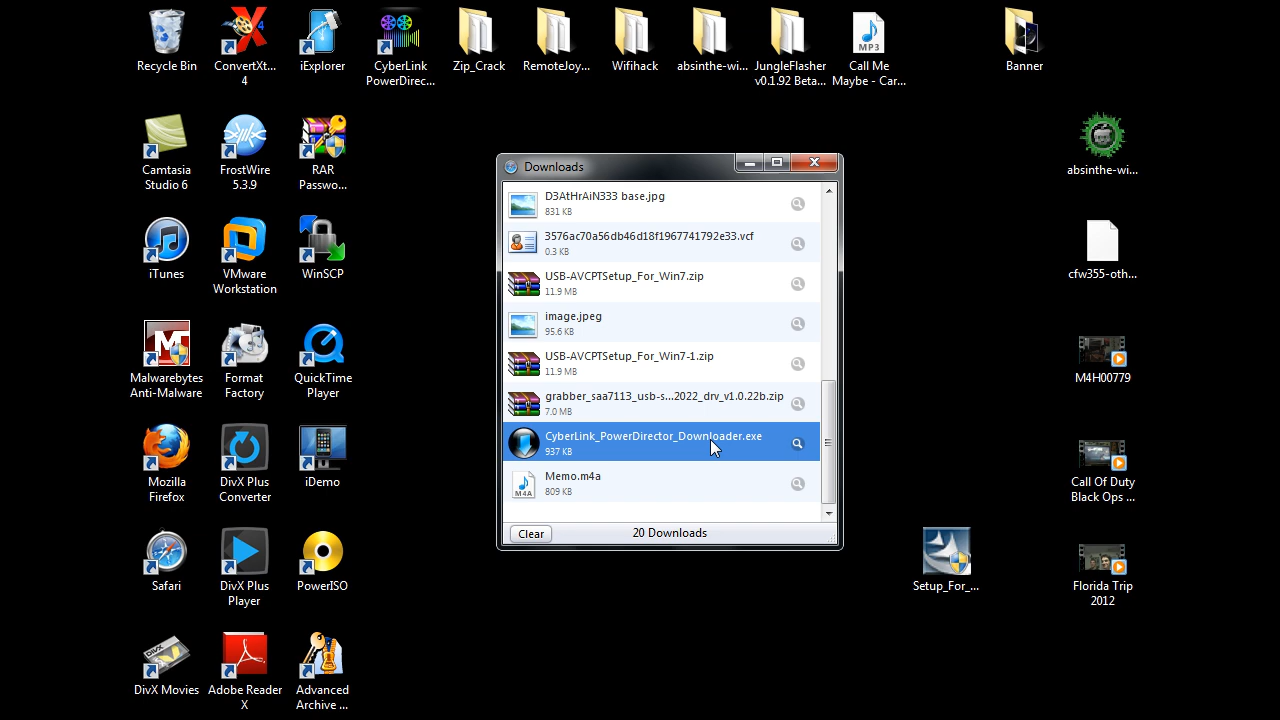 Recycle Bin
ConvertXt...
4
iExplorer
CyberLink
PowerDirec...
Zip_Crack
RemoteJoy...
Wifihack
absinthe-wi...
JungleFlasher
v0.1.92 Beta...
MP3
Call Me
Maybe - Car...
Banner
Camtasia
Studio 6
FrostWire
5.3.9
RAR
Passwo...
iTunes
VMware
Workstation
WinSCP
Malwarebytes
Anti-Malware
Format
Factory
QuickTime
Player
Mozilla
Firefox
DivX Plus
Converter
iDemo
Safari
DivX Plus
Player
PowerISO
DivX Movies
Adobe Reader
X
Advanced
Archive ...
Downloads
D3AtHrAiN333 base.jpg
831 KB
3576ac70a56db46d18f1967741792e33.vcf
0.3 KB
USB-AVCPTSetup_For_Win7.zip
11.9 MB
image.jpeg
95.6 KB
USB-AVCPTSetup_For_Win7-1.zip
11.9 MB
grabber_saa7113_usb-s...2022_drv_v1.0.22b.zip
7.0 MB
CyberLink_PowerDirector_Downloader.exe
937 KB
M4A
Memo.m4a
809 KB
Clear
20 Downloads
absinthe-wi...
cfw355-oth...
M4H00779
Call Of Duty
Black Ops ...
Setup_For_...
Florida Trip
2012